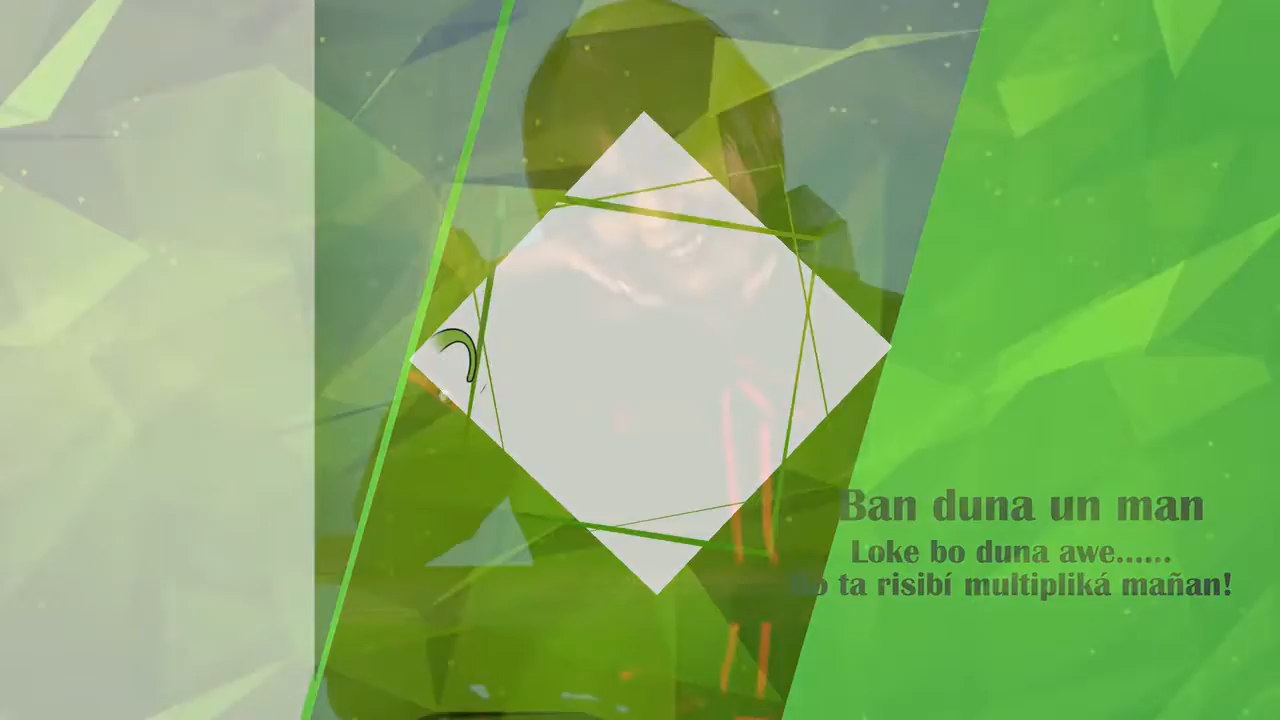 Ban duna un man
Loke bo duna awe......
Bo ta risibí multipliká mañan!